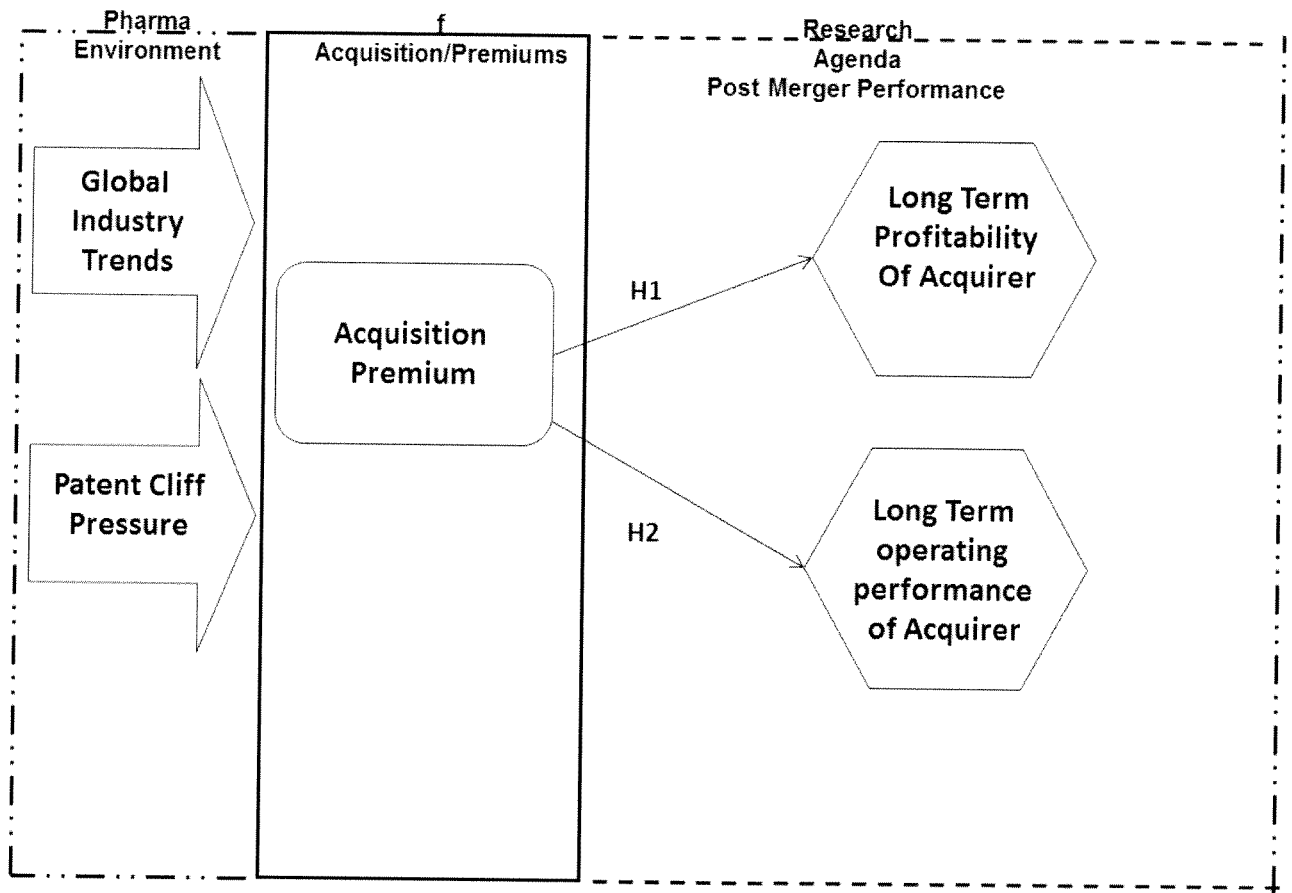 Pharma
Environment
f
Acquisition/Premiums
Research
Agenda
Post Merger Performance
Global
Industry
Trends
Patent Cliff
Pressure
Acquisition
Premium
H1
H2
Long Term
Profitability
Of Acquirer
Long Term
operating
performance
of Acquirer